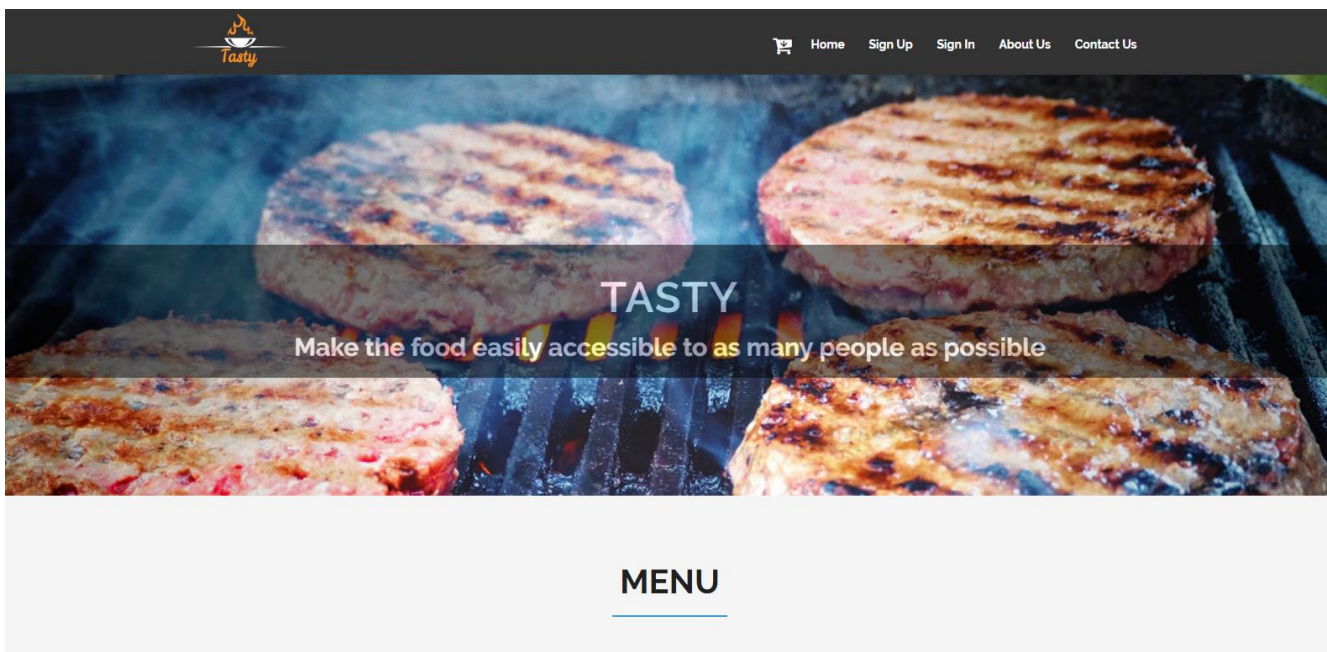 Tasty
Home Sign Up Sign In About Us Contact Us
TASTY
Make the food easily accessible to as many people as possible
MENU